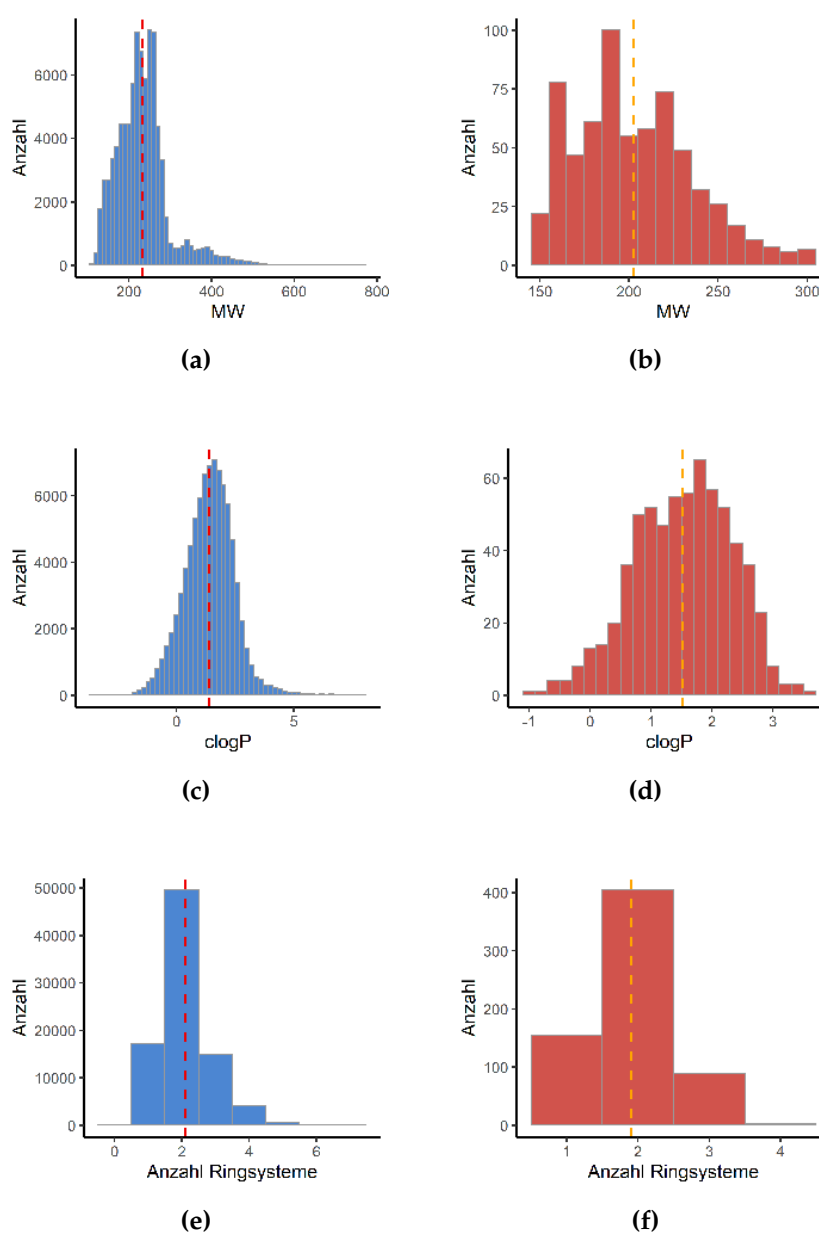 Anzahl
6000
4000
2000
0
200
400
600
800
MW
(a)
Anzahl
100
75
50
25
0
150
200
250
300
MW
(b)
Anzahl
6000
4000
2000
0
0
5
clogP
(c)
Anzahl
60
40
20
0
-1
0
1
2
3
clogP
(d)
Anzahl
50000
40000
30000
20000
10000
0
0
2
4
6
Anzahl Ringsysteme
(e)
Anzahl
400
300
200
100
0
1
2
3
4
Anzahl Ringsysteme
(f)